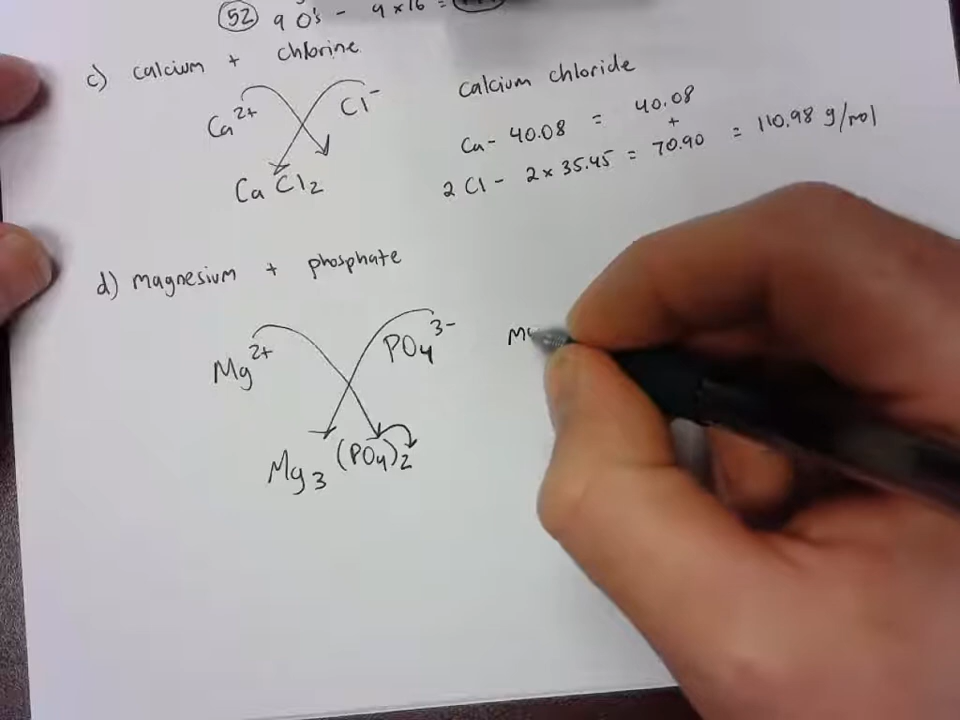 52 9 O's - 9 x 16 =
c) calcium + chlorine
Ca2+ Cl-
CaCl2
calcium chloride
Ca - 40.08 = 40.08
+
2 Cl - 2 x 35.45 = 70.90 = 110.98 g/mol
d) magnesium + phosphate
Mg2+ PO43-
Mg3(PO4)2